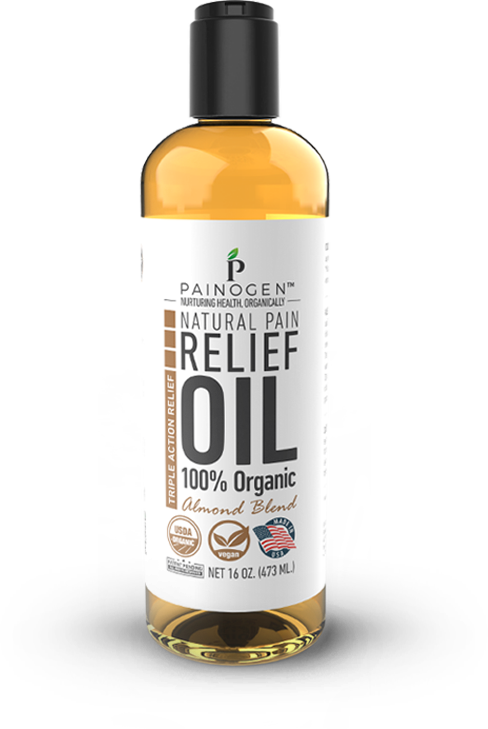 PAINOGEN™
NURTURING HEALTH, ORGANICALLY
NATURAL PAIN
RELIEF
OIL
TRIPLE ACTION RELIEF
100% Organic
Almond Blend
USDA
ORGANIC
vegan
MADE IN
USA
NET 16 OZ. (473 ML.)